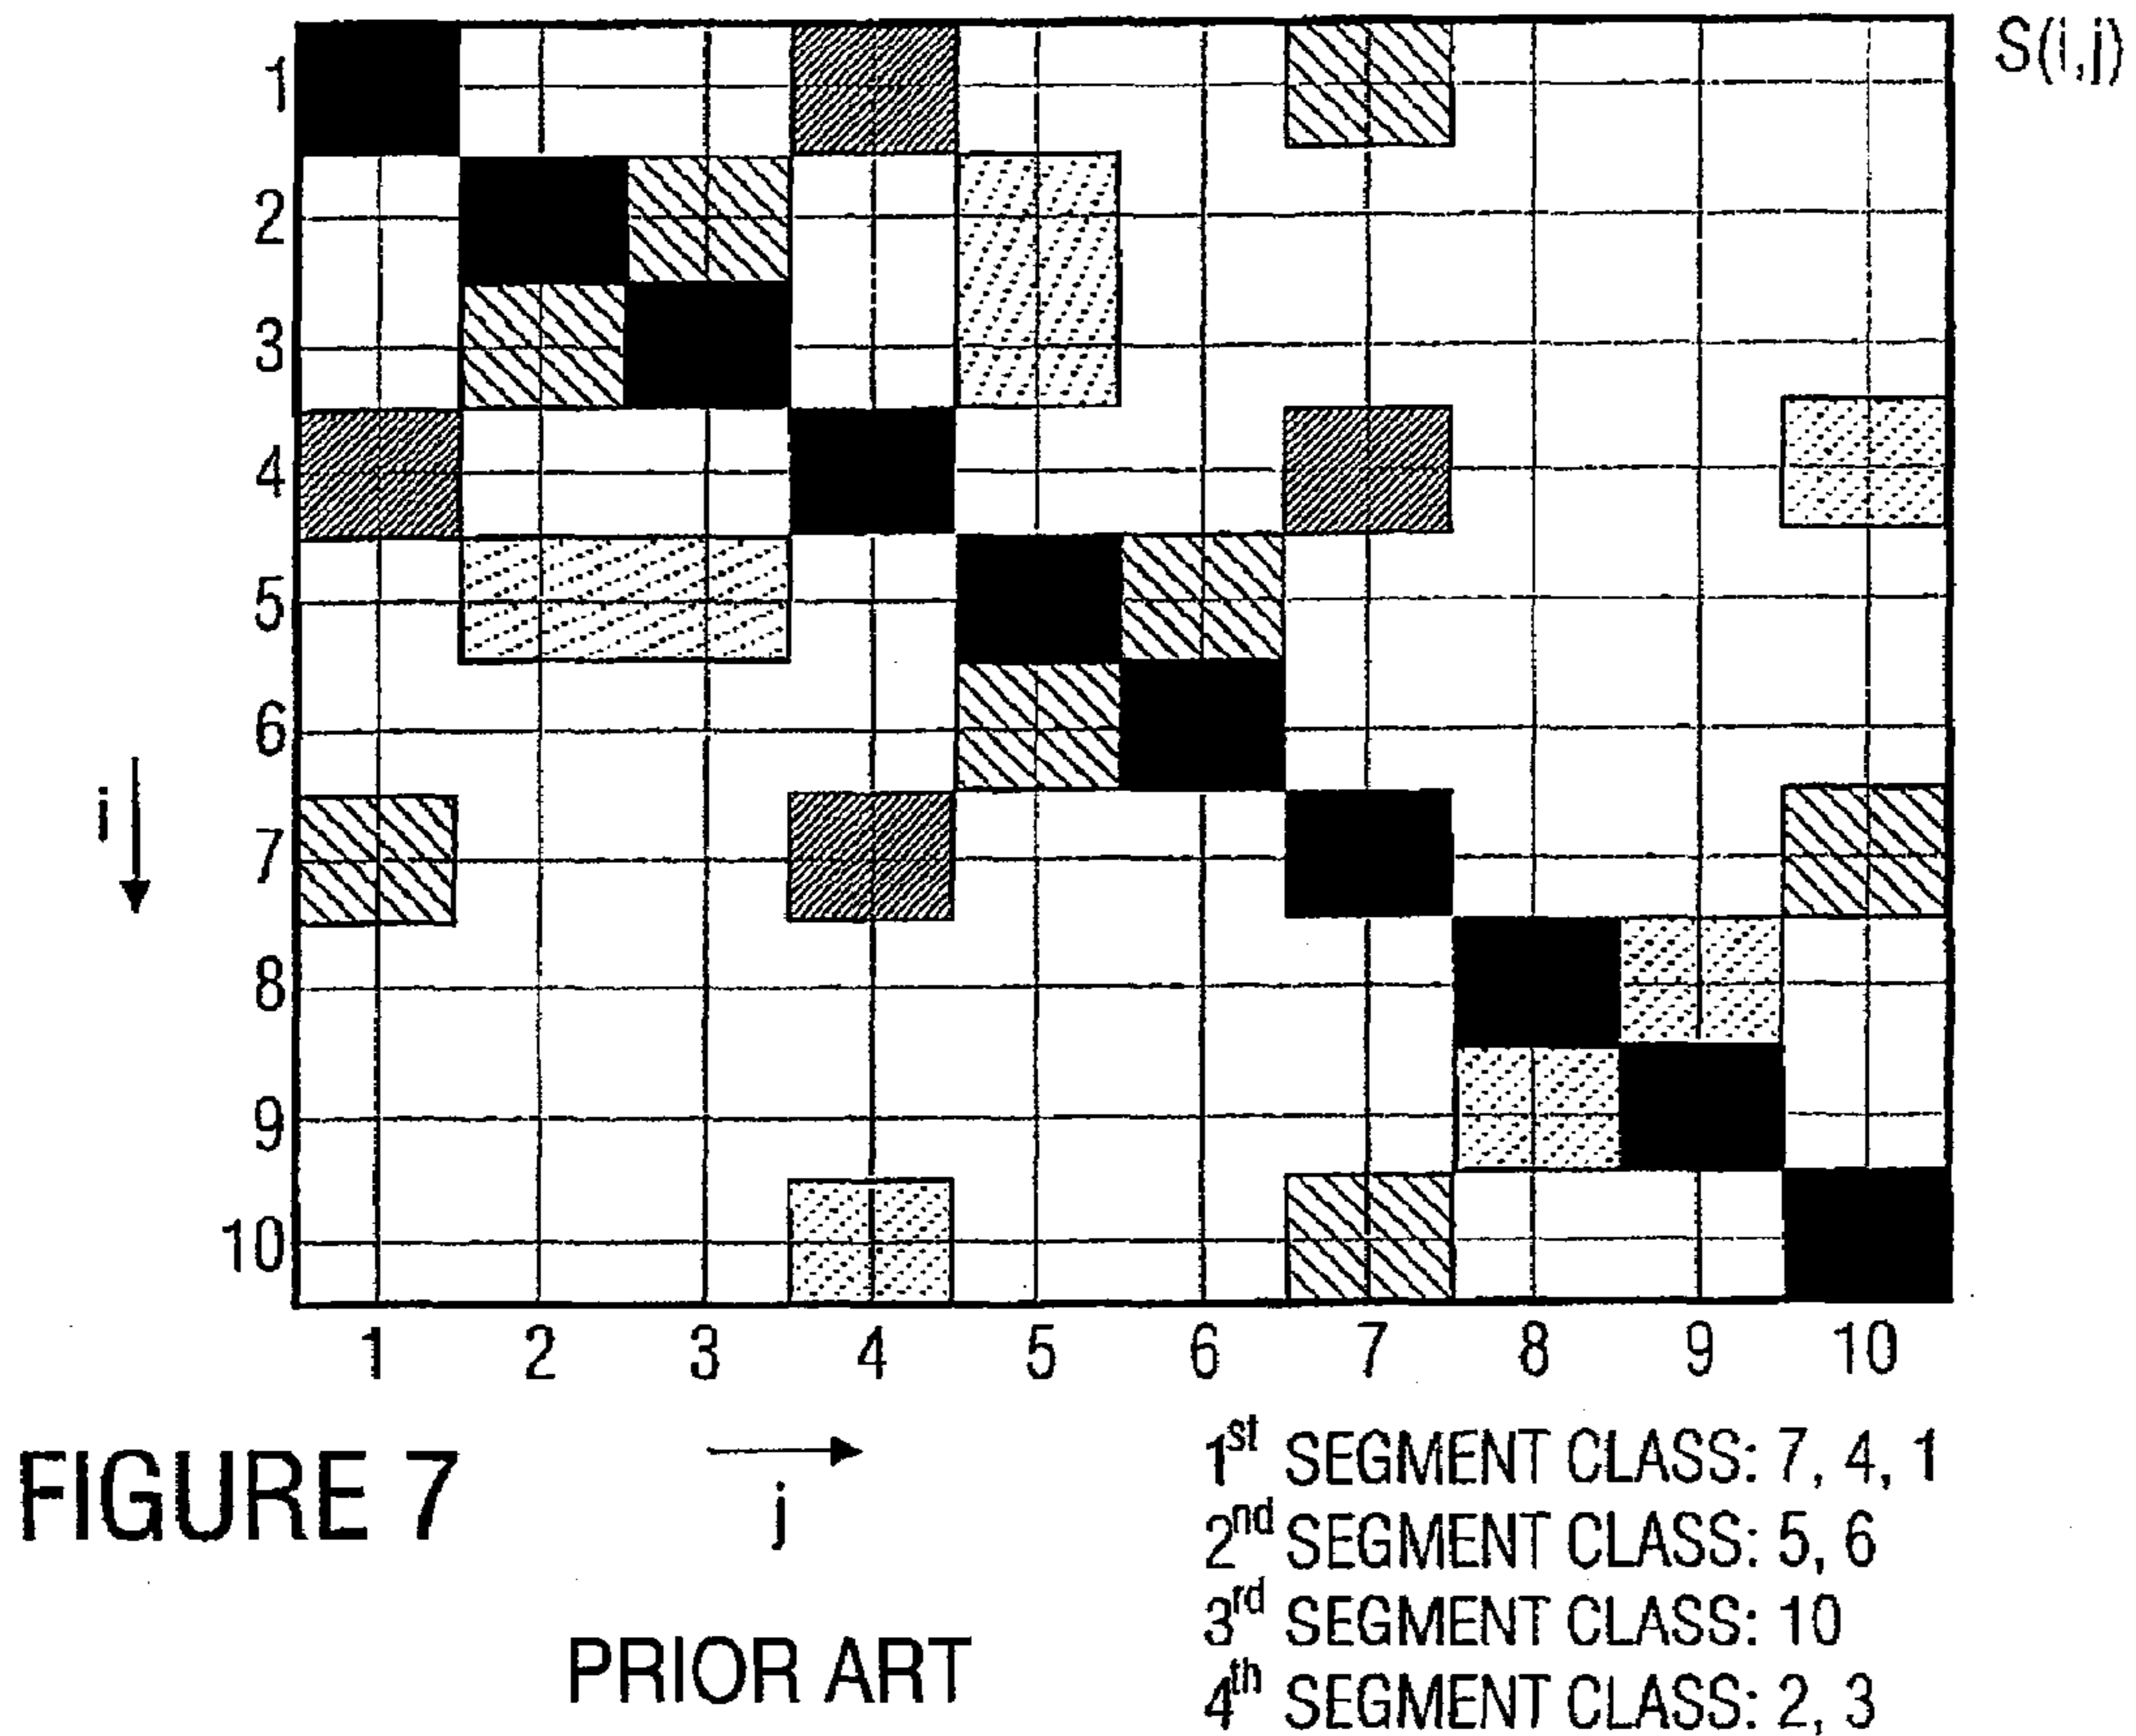 S(i,j)
1
2
3
4
5
6
7
8
9
10
i
1 2 3 4 5 6 7 8 9 10
j
FIGURE 7
PRIOR ART
1st SEGMENT CLASS: 7, 4, 1
2nd SEGMENT CLASS: 5, 6
3rd SEGMENT CLASS: 10
4th SEGMENT CLASS: 2, 3